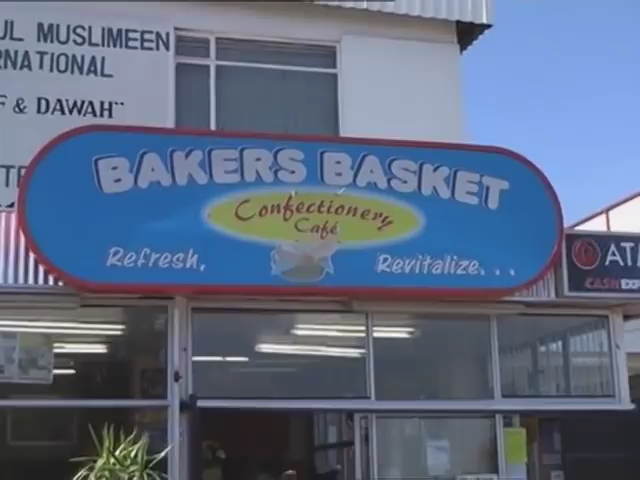 UL MUSLIMEEN
RNATIONAL
F & DAWAH"
BAKERS BASKET
Confectionery
Café
Refresh,
Revitalize...
ATM
CASH